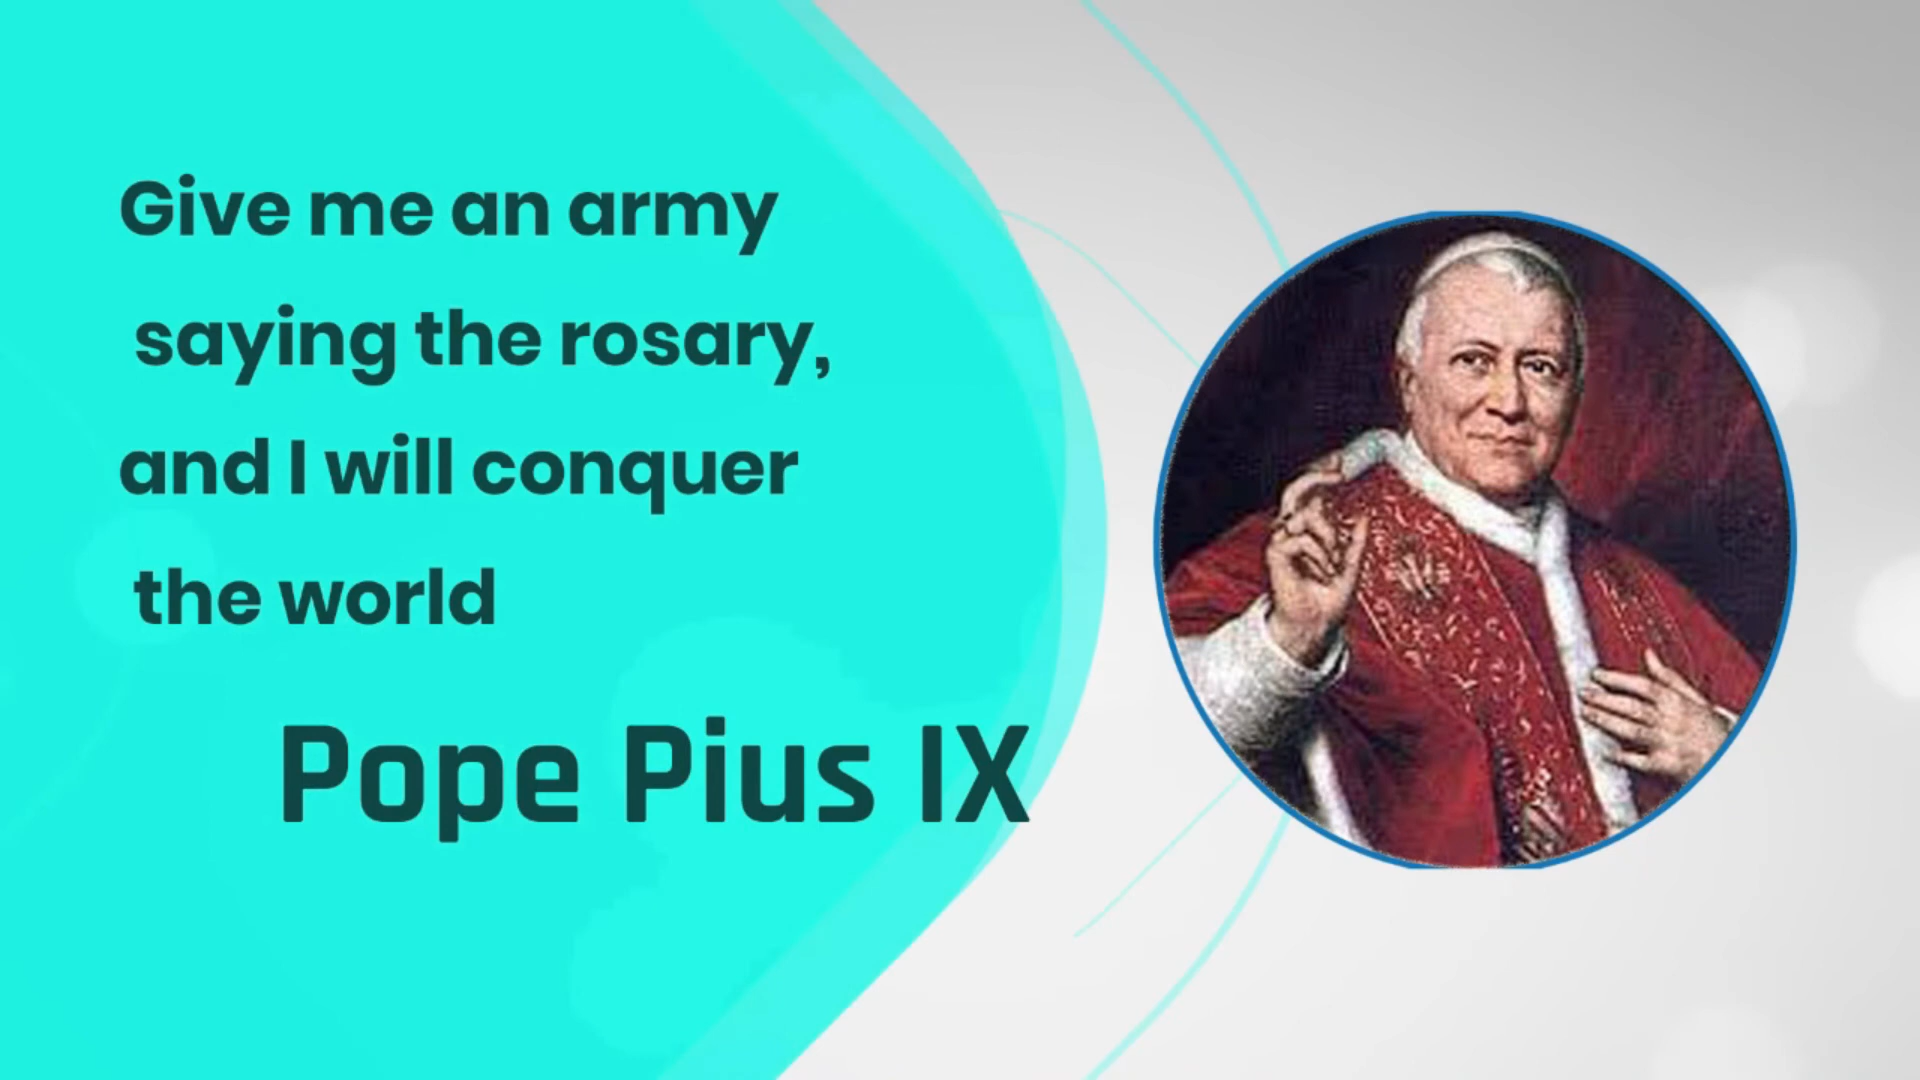 Give me an army
saying the rosary,
and I will conquer
the world
Pope Pius IX